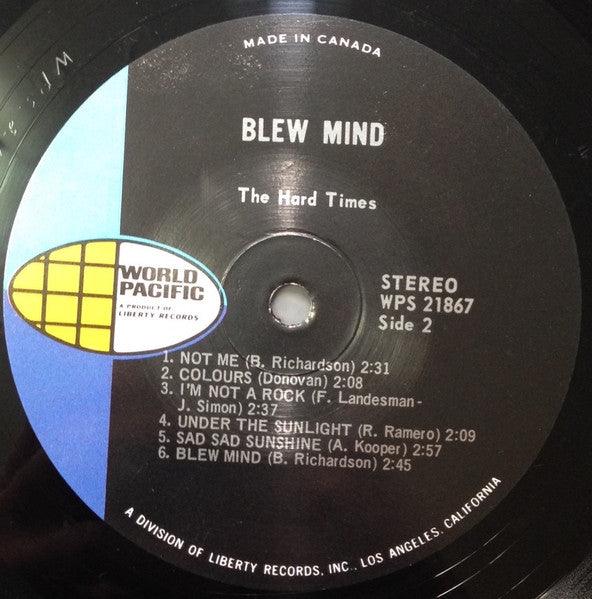 MADE IN CANADA
BLEW MIND
The Hard Times
WORLD
PACIFIC
A PRODUCT OF
LIBERTY RECORDS
STEREO
WPS 21867
Side 2
1. NOT ME (B. Richardson) 2:31
2. COLOURS (Donovan) 2:08
3. I'M NOT A ROCK (F. Landesman-
J. Simon) 2:37
4. UNDER THE SUNLIGHT (R. Ramero) 2:09
5. SAD SAD SUNSHINE (A. Kooper) 2:57
6. BLEW MIND (B. Richardson) 2:45
A DIVISION OF LIBERTY RECORDS, INC., LOS ANGELES, CALIFORNIA